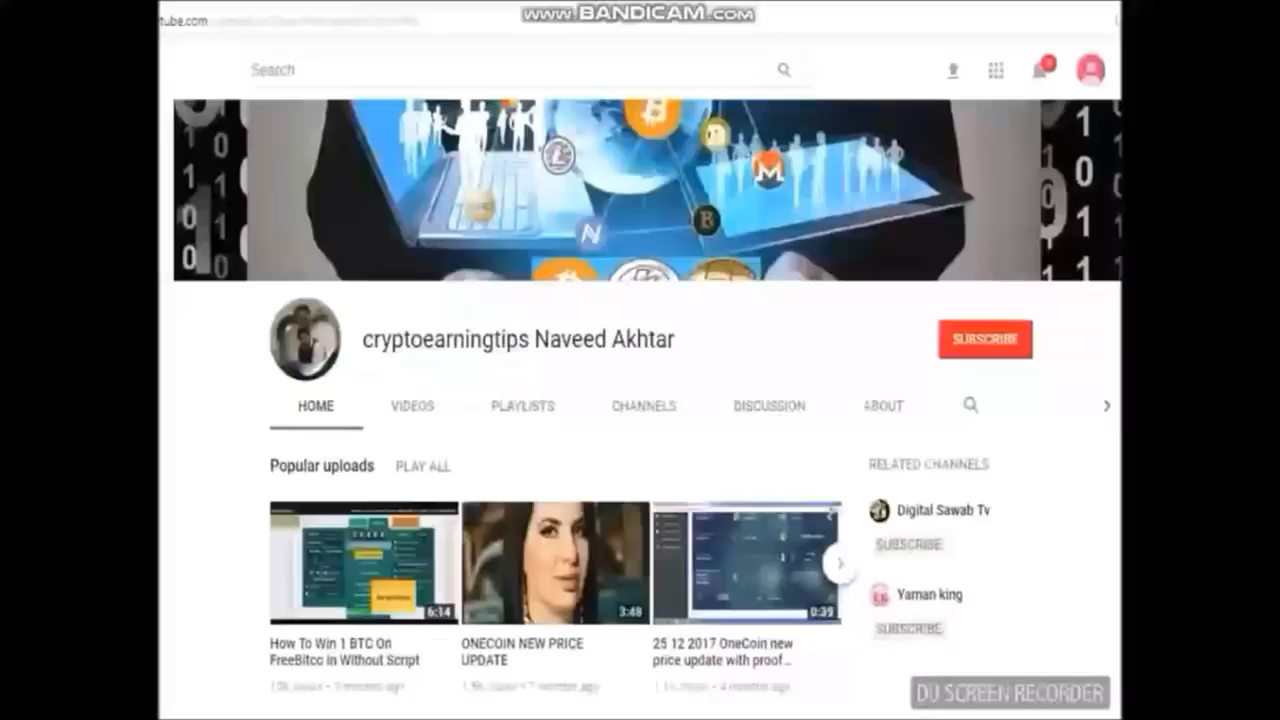 www.BANDICAM.com
tube.com
Search
cryptoearningtips Naveed Akhtar
SUBSCRIBE
HOME
VIDEOS
PLAYLISTS
CHANNELS
DISCUSSION
ABOUT
Popular uploads
PLAY ALL
RELATED CHANNELS
6:14
3:48
0:39
How To Win 1 BTC On
FreeBitco in Without Script
ONECOIN NEW PRICE
UPDATE
25 12 2017 OneCoin new
price update with proof...
Digital Sawab Tv
SUBSCRIBE
Yaman king
SUBSCRIBE
DU SCREEN RECORDER